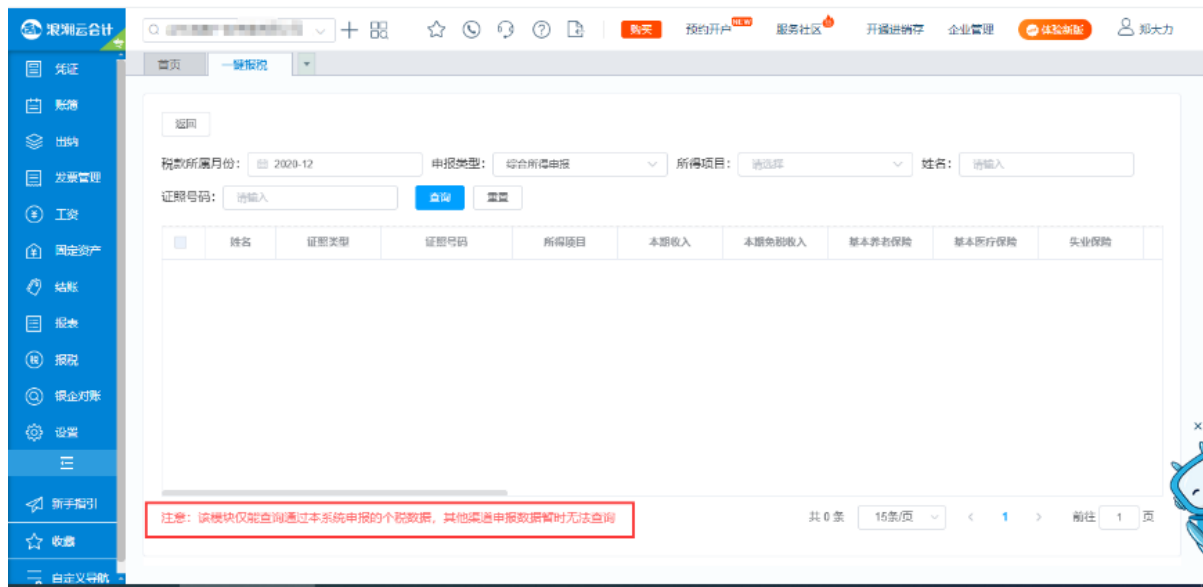 浪潮云会计
购买
预约开户
NEW
服务社区
开通进销存
企业管理
体验新版
郑大力
凭证
账簿
出纳
发票管理
工资
固定资产
结账
报表
报税
银企对账
设置
新手指引
收藏
自定义导航
首页
一键报税
返回
税款所属月份: 2020-12
申报类型: 综合所得申报
所得项目: 请选择
姓名: 请输入
证照号码: 请输入
查询
重置
姓名 证照类型 证照号码 所得项目 本期收入 本期免税收入 基本养老保险 基本医疗保险 失业保险
注意：该模块仅能查询通过本系统申报的个税数据，其他渠道申报数据暂时无法查询
共 0 条 15条/页 < 1 > 前往 1 页